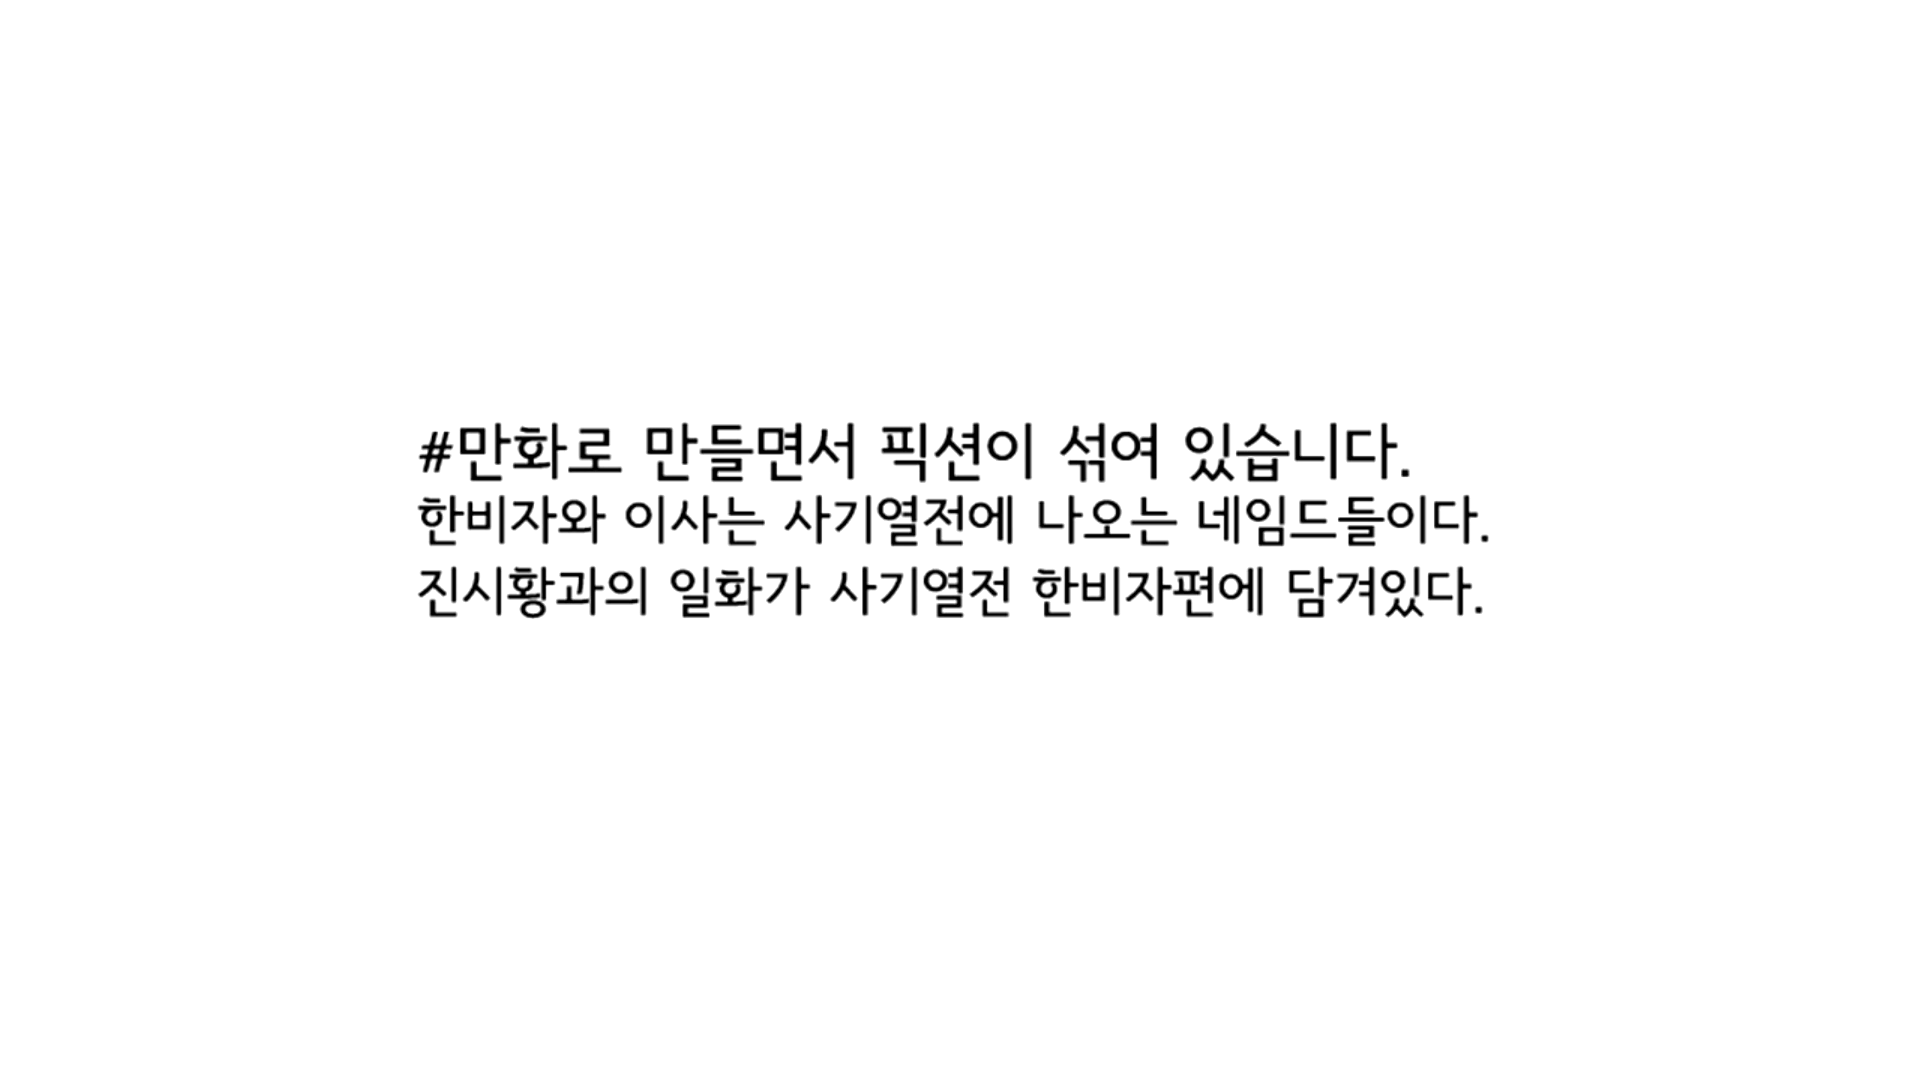 #만화로 만들면서 픽션이 섞여 있습니다.
한비자와 이사는 사기열전에 나오는 네임드들이다.
진시황과의 일화가 사기열전 한비자편에 담겨있다.